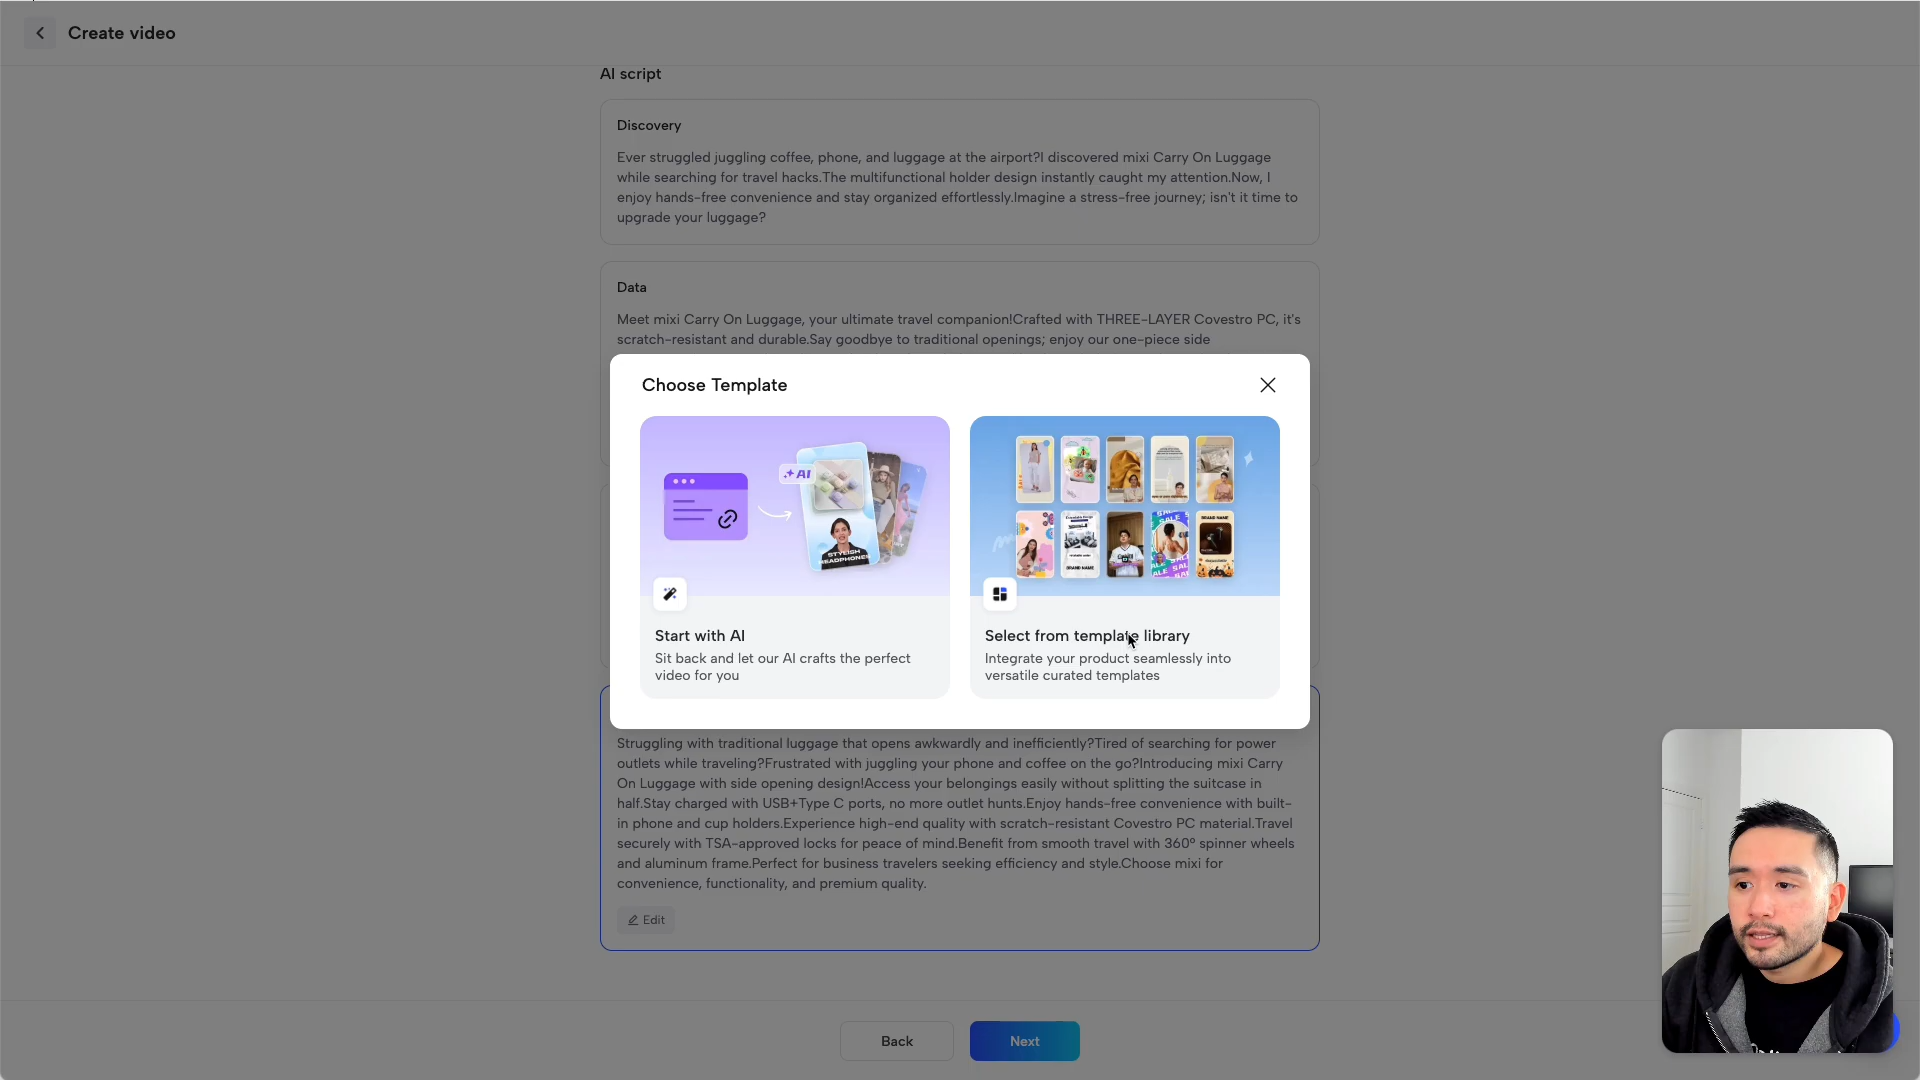 Create video
AI script
Discovery
Ever struggled juggling coffee, phone, and luggage at the airport?I discovered mixi Carry On Luggage
while searching for travel hacks.The multifunctional holder design instantly caught my attention.Now, I
enjoy hands-free convenience and stay organized effortlessly.Imagine a stress-free journey; isn't it time to
upgrade your luggage?
Data
Meet mixi Carry On Luggage, your ultimate travel companion!Crafted with THREE-LAYER Covestro PC, it's
scratch-resistant and durable.Say goodbye to traditional openings; enjoy our one-piece side
Choose Template
AI
STYLISH
HEADPHONES
BRAND NAME
BRAND NAME
Start with AI
Sit back and let our AI crafts the perfect
video for you
Select from template library
Integrate your product seamlessly into
versatile curated templates
Struggling with traditional luggage that opens awkwardly and inefficiently?Tired of searching for power
outlets while traveling?Frustrated with juggling your phone and coffee on the go?Introducing mixi Carry
On Luggage with side opening design!Access your belongings easily without splitting the suitcase in
half.Stay charged with USB+Type C ports, no more outlet hunts.Enjoy hands-free convenience with built-
in phone and cup holders.Experience high-end quality with scratch-resistant Covestro PC material.Travel
securely with TSA-approved locks for peace of mind.Benefit from smooth travel with 360° spinner wheels
and aluminum frame.Perfect for business travelers seeking efficiency and style.Choose mixi for
convenience, functionality, and premium quality.
Edit
Back
Next